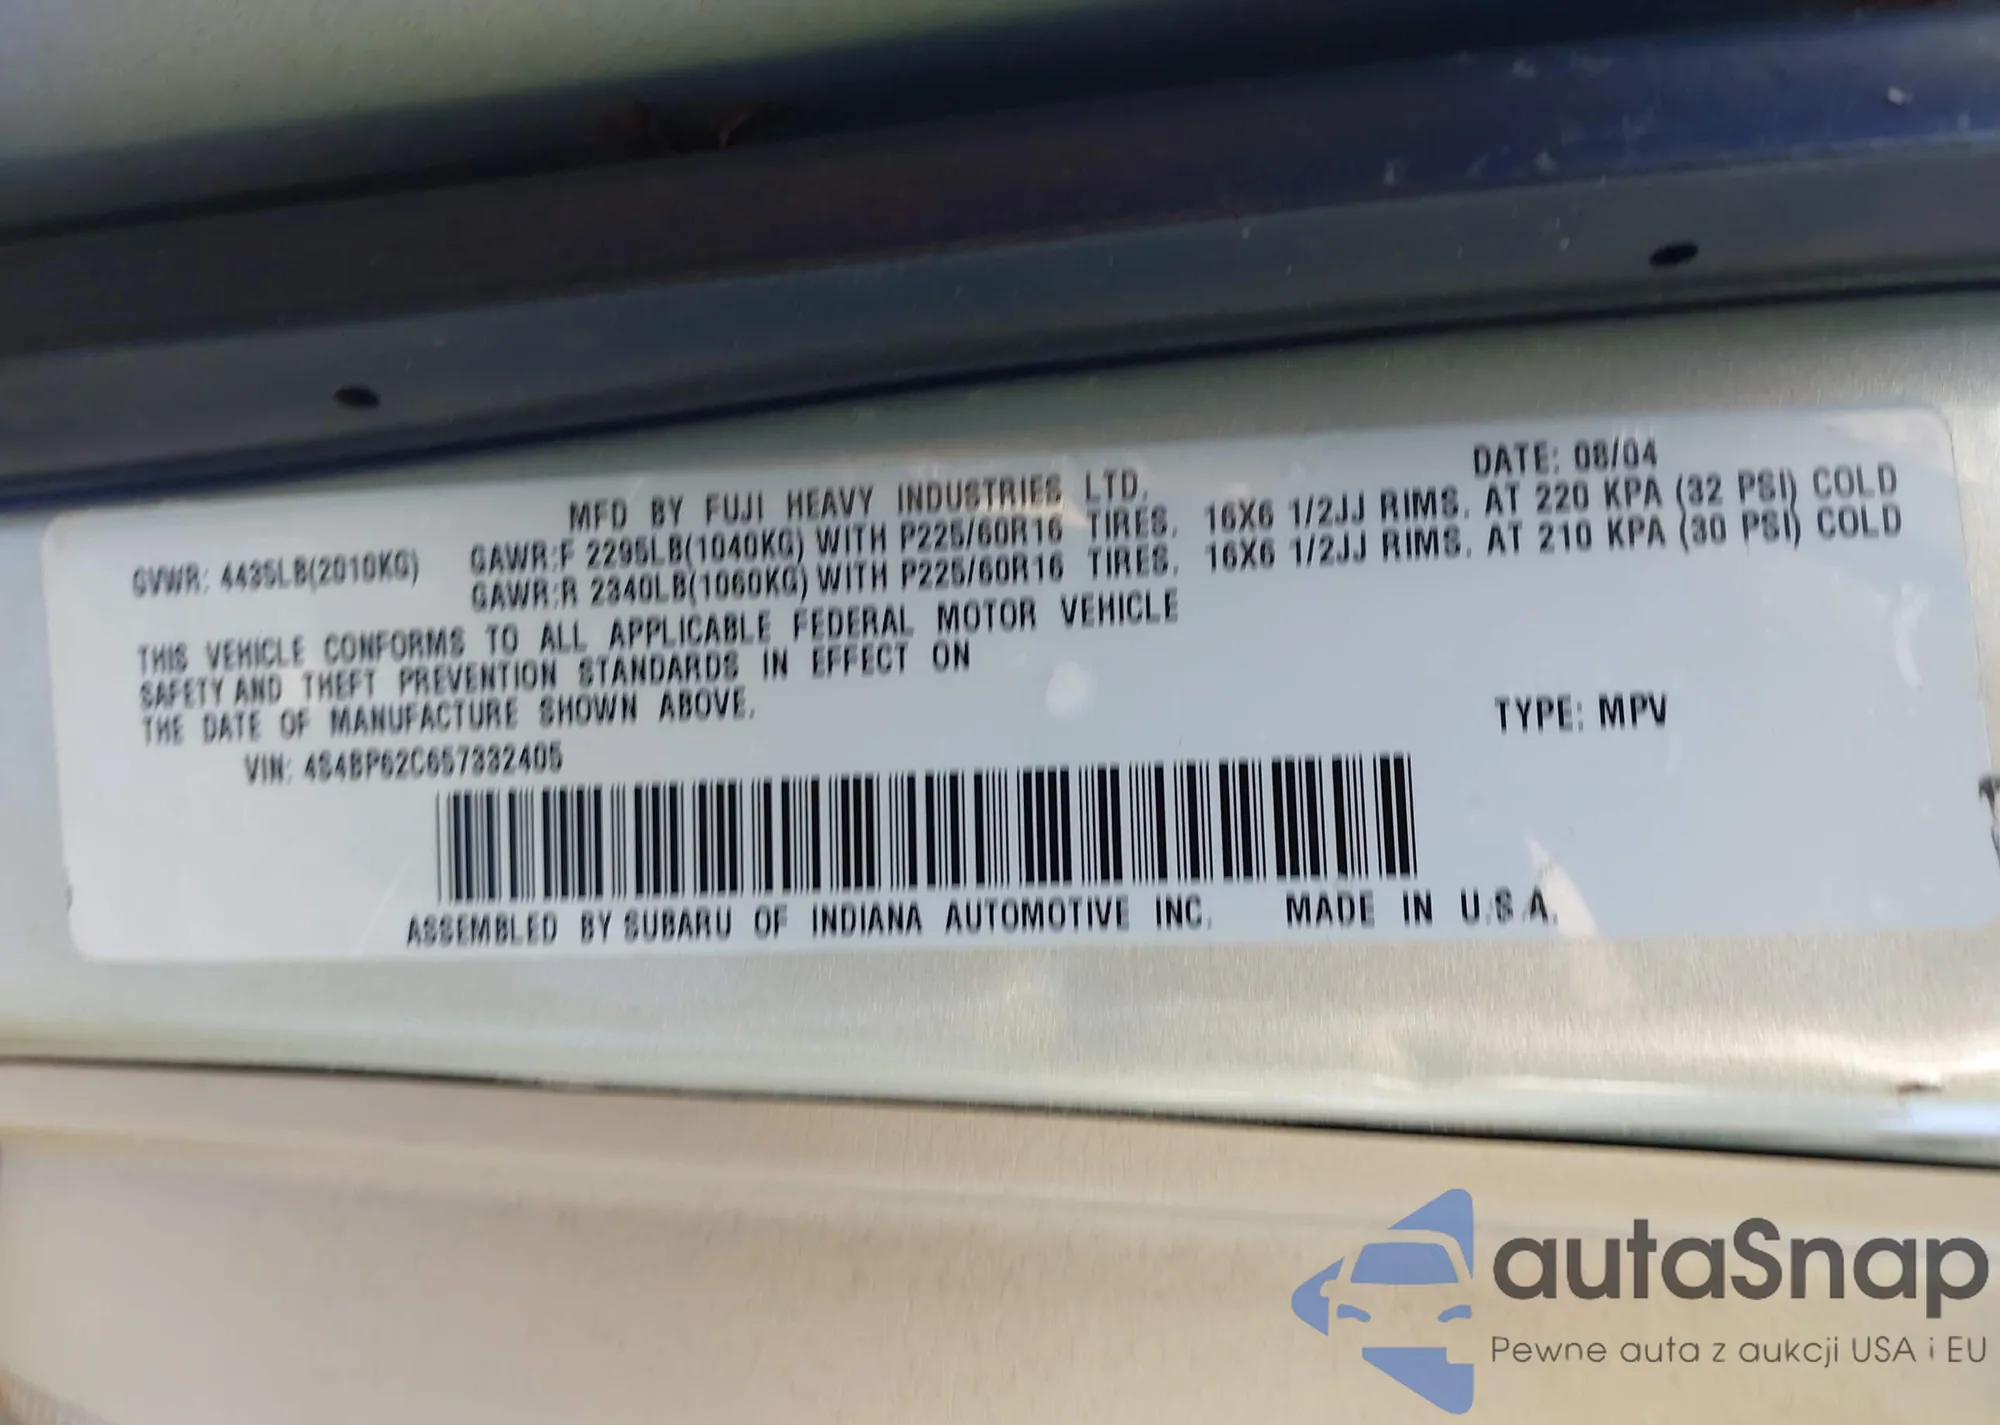 MFD BY FUJI HEAVY INDUSTRIES LTD. DATE: 08/04
GVWR: 4435LB(2010KG) GAWR:F 2295LB(1040KG) WITH P225/60R16 TIRES, 16X6 1/2JJ RIMS, AT 220 KPA (32 PSI) COLD
GAWR:R 2340LB(1060KG) WITH P225/60R16 TIRES, 16X6 1/2JJ RIMS, AT 210 KPA (30 PSI) COLD
THIS VEHICLE CONFORMS TO ALL APPLICABLE FEDERAL MOTOR VEHICLE
SAFETY AND THEFT PREVENTION STANDARDS IN EFFECT ON
THE DATE OF MANUFACTURE SHOWN ABOVE.
VIN: 4S4BP62C657332405 TYPE: MPV
ASSEMBLED BY SUBARU OF INDIANA AUTOMOTIVE INC. MADE IN U.S.A.
autaSnap
Pewne auta z aukcji USA i EU